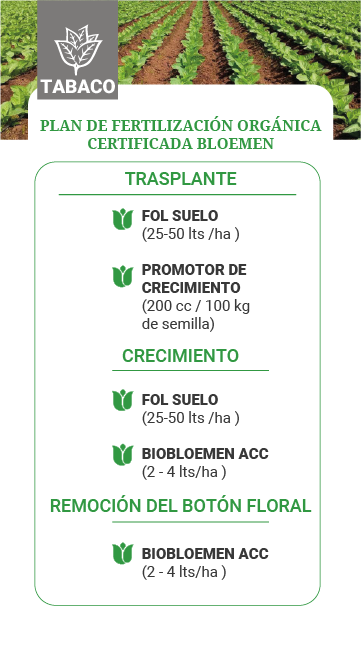 TABACO
PLAN DE FERTILIZACIÓN ORGÁNICA
CERTIFICADA BLOEMEN
TRASPLANTE
FOL SUELO
(25-50 lts /ha )
PROMOTOR DE
CRECIMIENTO
(200 cc / 100 kg
de semilla)
CRECIMIENTO
FOL SUELO
(25-50 lts /ha )
BIOBLOEMEN ACC
(2 - 4 lts/ha )
REMOCIÓN DEL BOTÓN FLORAL
BIOBLOEMEN ACC
(2 - 4 lts/ha )